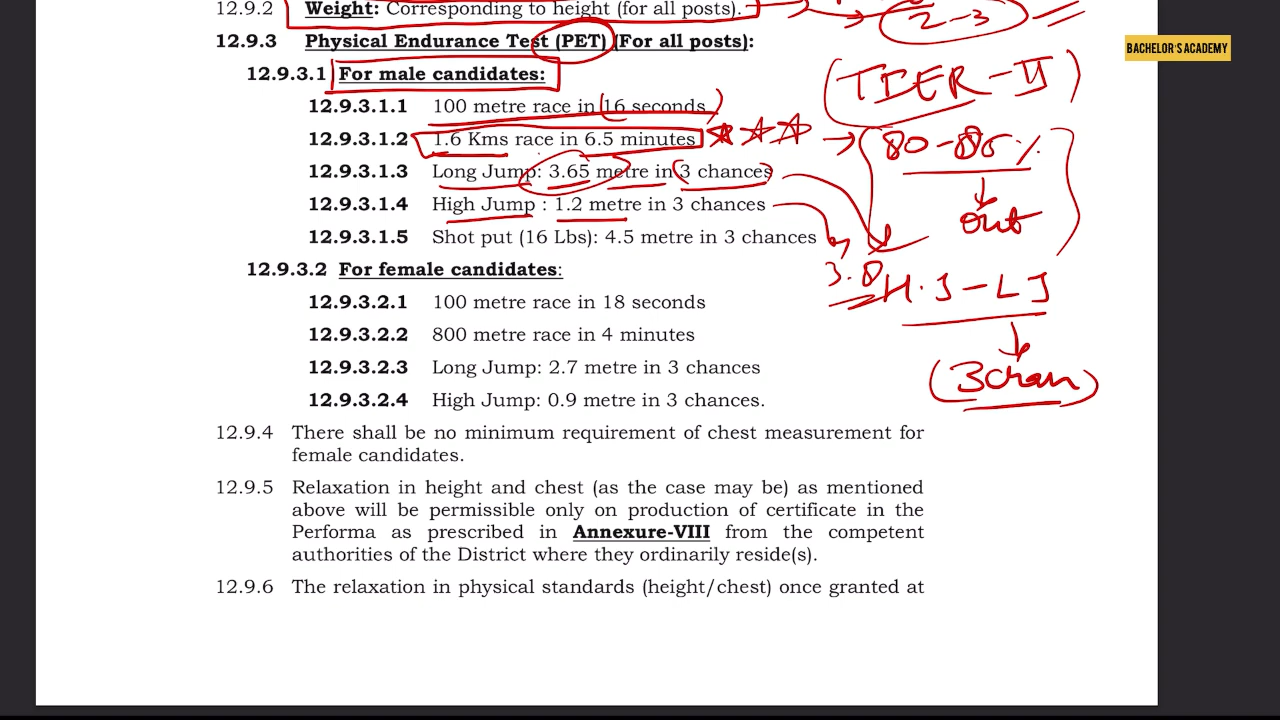 12.9.2 Weight: Corresponding to height (for all posts).
2-3
12.9.3 Physical Endurance Test (PET) (For all posts):
BACHELOR'S ACADEMY
12.9.3.1 For male candidates:
12.9.3.1.1 100 metre race in 16 seconds
12.9.3.1.2 1.6 Kms race in 6.5 minutes
80-85%
12.9.3.1.3 Long Jump: 3.65 metre in 3 chances
12.9.3.1.4 High Jump : 1.2 metre in 3 chances
out
12.9.3.1.5 Shot put (16 Lbs): 4.5 metre in 3 chances
12.9.3.2 For female candidates:
3.8
H.J-LJ
12.9.3.2.1 100 metre race in 18 seconds
12.9.3.2.2 800 metre race in 4 minutes
12.9.3.2.3 Long Jump: 2.7 metre in 3 chances
(3 chan)
12.9.3.2.4 High Jump: 0.9 metre in 3 chances.
12.9.4 There shall be no minimum requirement of chest measurement for
female candidates.
12.9.5 Relaxation in height and chest (as the case may be) as mentioned
above will be permissible only on production of certificate in the
Performa as prescribed in Annexure-VIII from the competent
authorities of the District where they ordinarily reside(s).
12.9.6 The relaxation in physical standards (height/chest) once granted at